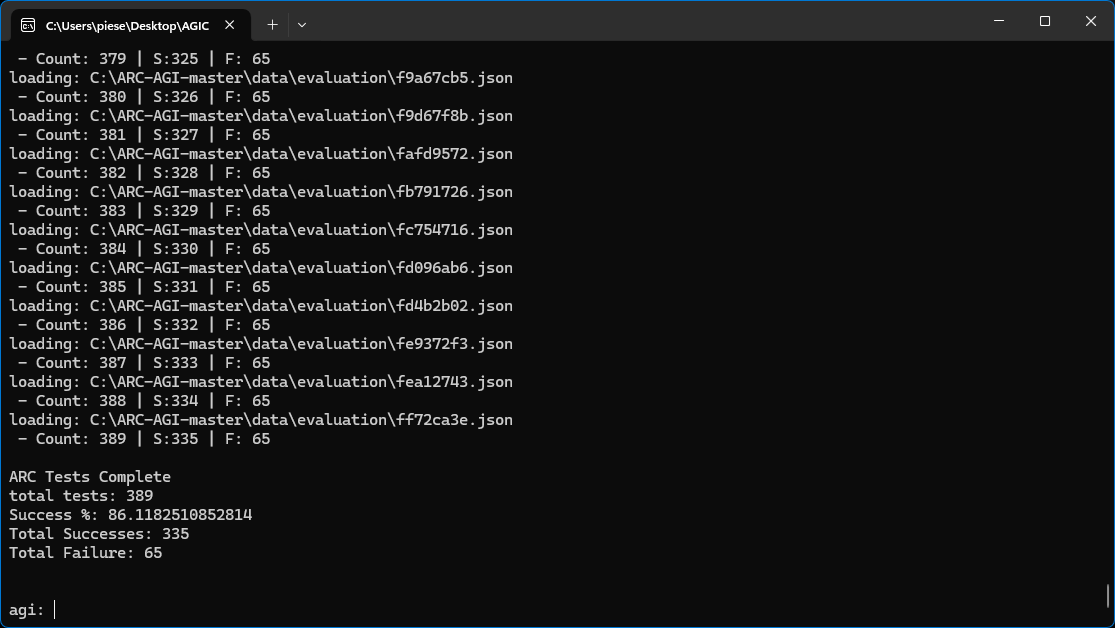 C:\Users\piese\Desktop\AGIC
- Count: 379 | S:325 | F: 65
loading: C:\ARC-AGI-master\data\evaluation\f9a67cb5.json
- Count: 380 | S:326 | F: 65
loading: C:\ARC-AGI-master\data\evaluation\f9d67f8b.json
- Count: 381 | S:327 | F: 65
loading: C:\ARC-AGI-master\data\evaluation\fafd9572.json
- Count: 382 | S:328 | F: 65
loading: C:\ARC-AGI-master\data\evaluation\fb791726.json
- Count: 383 | S:329 | F: 65
loading: C:\ARC-AGI-master\data\evaluation\fc754716.json
- Count: 384 | S:330 | F: 65
loading: C:\ARC-AGI-master\data\evaluation\fd096ab6.json
- Count: 385 | S:331 | F: 65
loading: C:\ARC-AGI-master\data\evaluation\fd4b2b02.json
- Count: 386 | S:332 | F: 65
loading: C:\ARC-AGI-master\data\evaluation\fe9372f3.json
- Count: 387 | S:333 | F: 65
loading: C:\ARC-AGI-master\data\evaluation\fea12743.json
- Count: 388 | S:334 | F: 65
loading: C:\ARC-AGI-master\data\evaluation\ff72ca3e.json
- Count: 389 | S:335 | F: 65
ARC Tests Complete
total tests: 389
Success %: 86.1182510852814
Total Successes: 335
Total Failure: 65
agi: